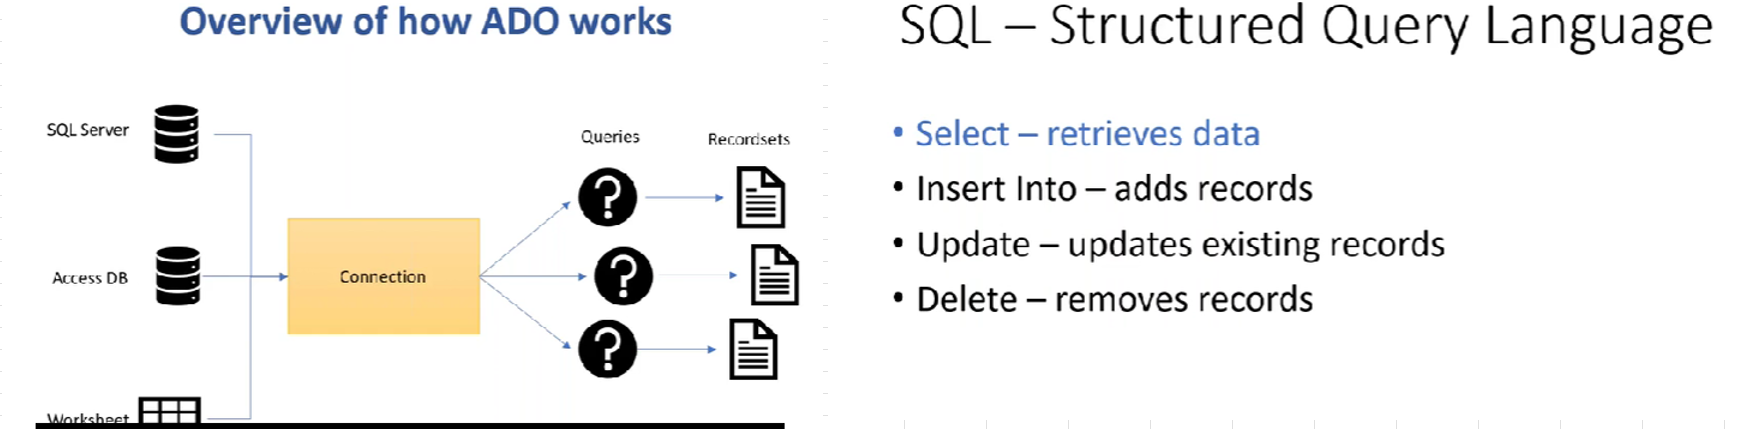 Overview of how ADO works
SQL Server
Queries
Recordsets
Access DB
Connection
Worksheet
SQL – Structured Query Language
• Select – retrieves data
• Insert Into – adds records
• Update – updates existing records
• Delete – removes records